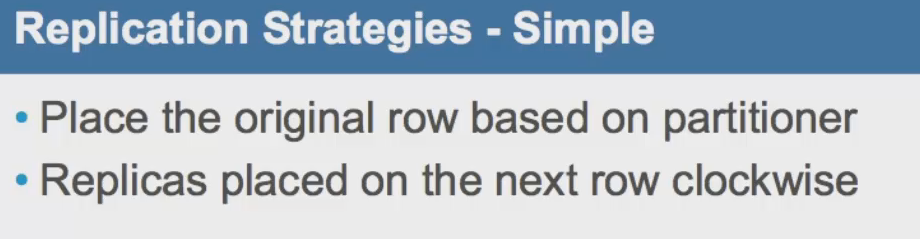 Replication Strategies - Simple
• Place the original row based on partitioner
• Replicas placed on the next row clockwise